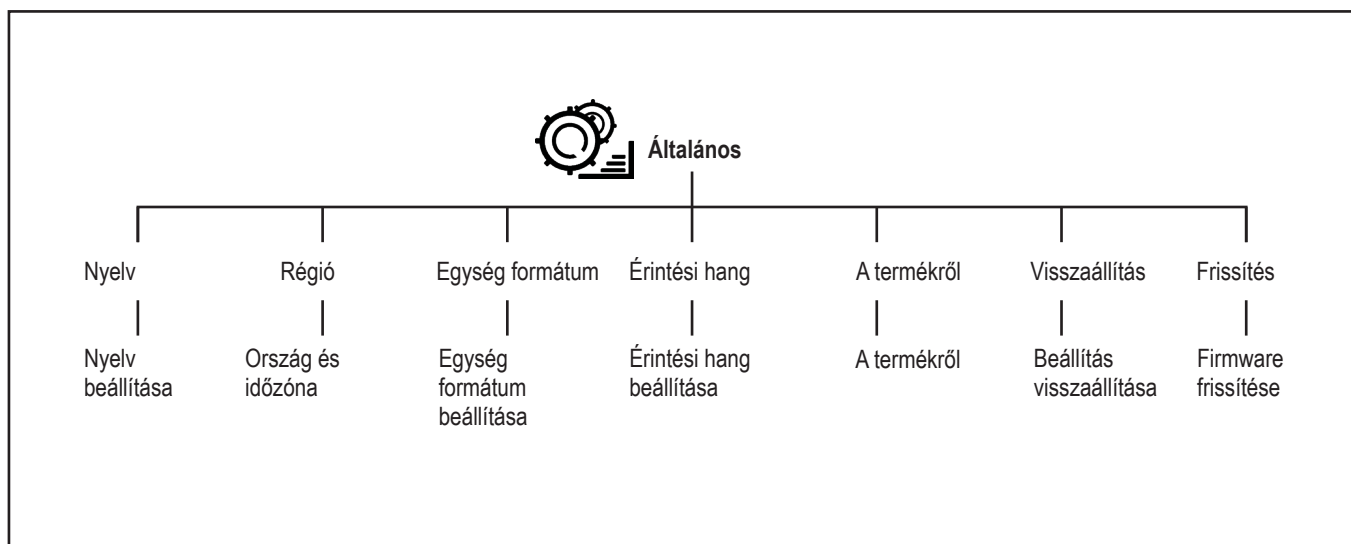 Általános
Nyelv
Régió
Egység formátum
Érintési hang
A termékről
Visszaállítás
Frissítés
Nyelv
beállítása
Ország és
időzóna
Egység
formátum
beállítása
Érintési hang
beállítása
A termékről
Beállítás
visszaállítása
Firmware
frissítése